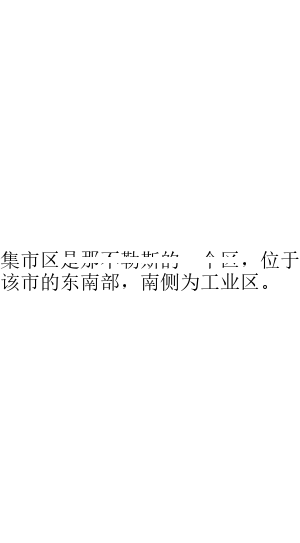 集市区是那不勒斯的一个区，位于
该市的东南部，南侧为工业区。